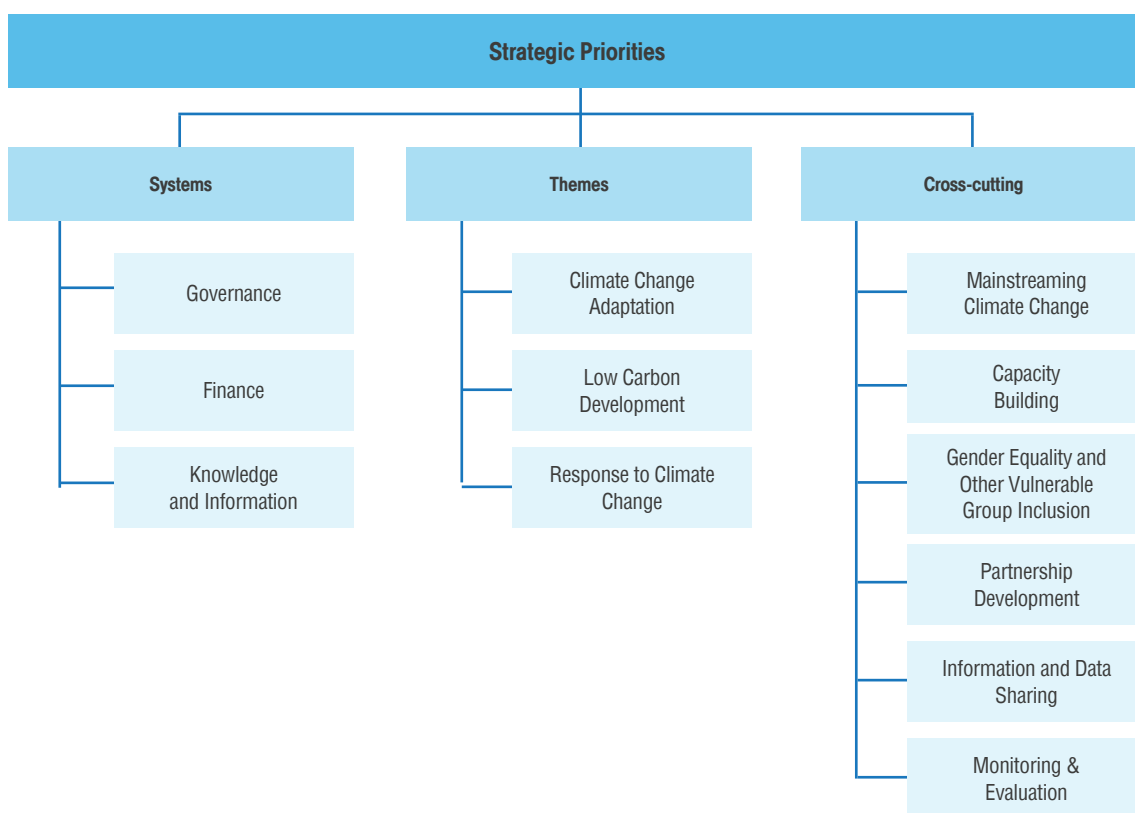 Strategic Priorities
Systems
Governance
Finance
Knowledge
and Information
Themes
Climate Change
Adaptation
Low Carbon
Development
Response to Climate
Change
Cross-cutting
Mainstreaming
Climate Change
Capacity
Building
Gender Equality and
Other Vulnerable
Group Inclusion
Partnership
Development
Information and Data
Sharing
Monitoring &
Evaluation